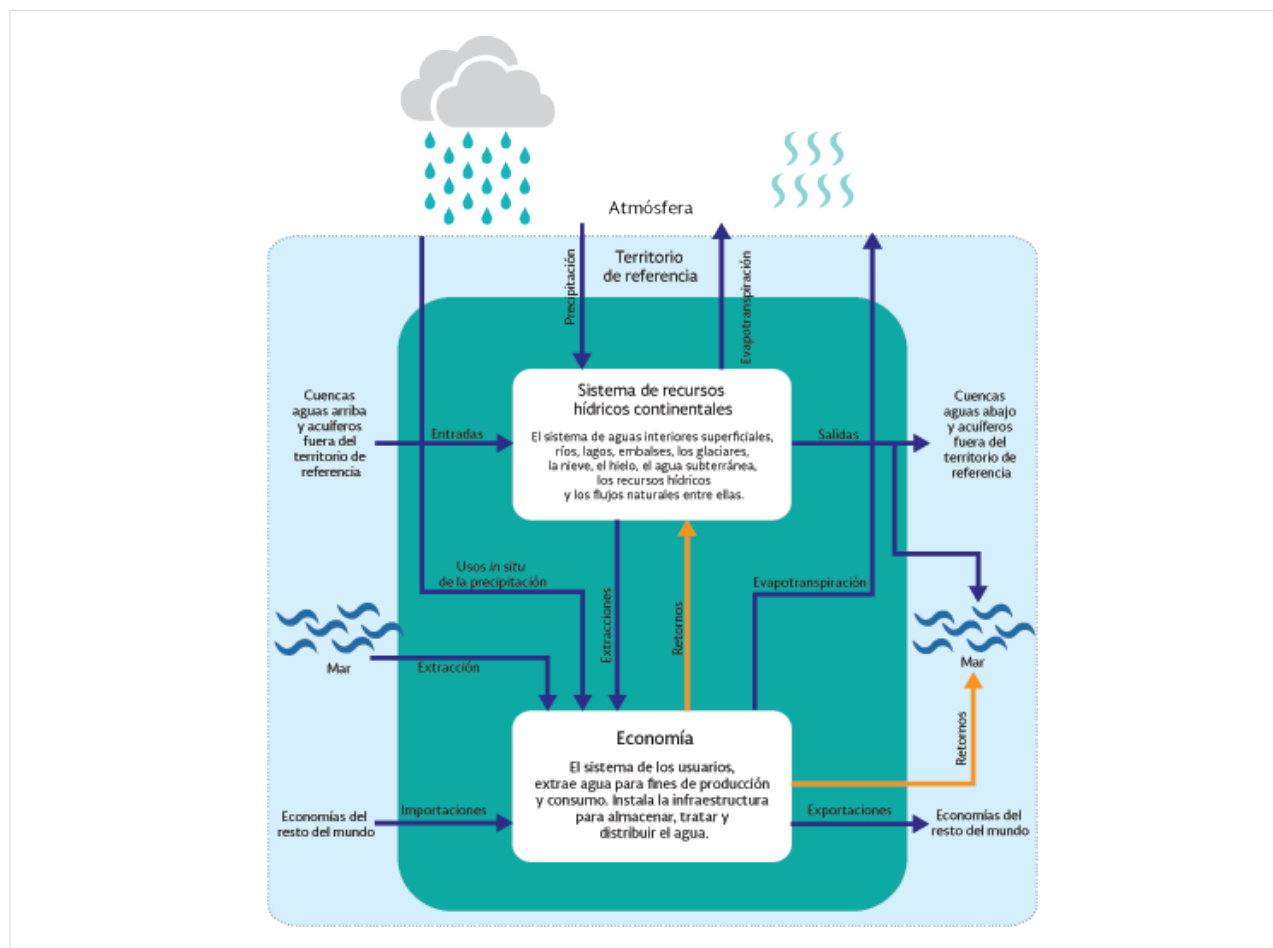 Atmósfera
Territorio
de referencia
Precipitación
Evapotranspiración
Sistema de recursos
hídricos continentales
El sistema de aguas interiores superficiales,
ríos, lagos, embalses, los glaciares,
la nieve, el hielo, el agua subterránea,
los recursos hídricos
y los flujos naturales entre ellas.
Cuencas
aguas arriba
y acuíferos
fuera del
territorio de
referencia
Entradas
Salidas
Cuencas
aguas abajo
y acuíferos
fuera del
territorio de
referencia
Usos in situ
de la precipitación
Extracciones
Retornos
Evapotranspiración
Mar
Extracción
Mar
Retornos
Economía
El sistema de los usuarios,
extrae agua para fines de producción
y consumo. Instala la infraestructura
para almacenar, tratar y
distribuir el agua.
Economías del
resto del mundo
Importaciones
Exportaciones
Economías del
resto del mundo